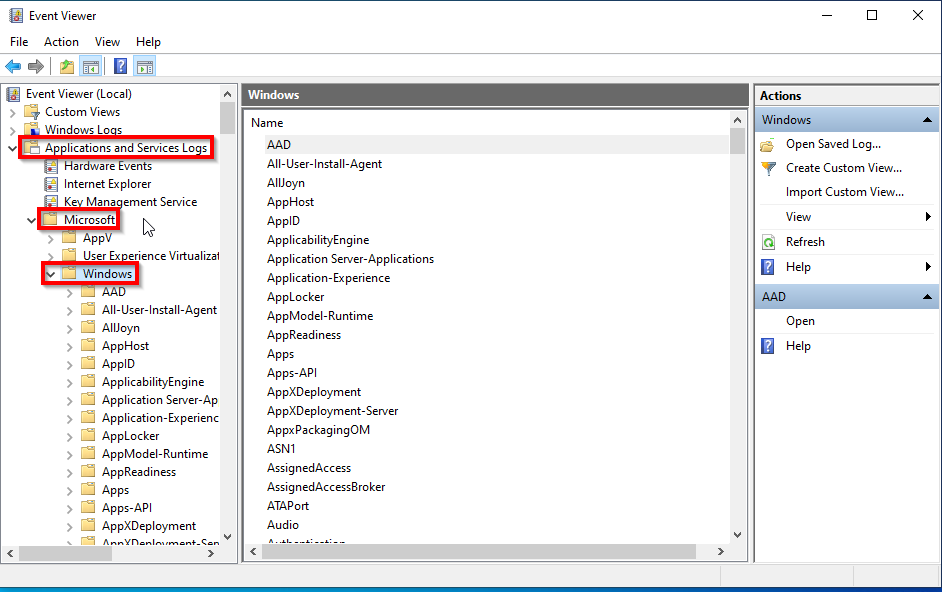 Event Viewer
File Action View Help
Event Viewer (Local)
Custom Views
Windows Logs
Applications and Services Logs
Hardware Events
Internet Explorer
Key Management Service
Microsoft
AppV
User Experience Virtualizat
Windows
AAD
All-User-Install-Agent
AllJoyn
AppHost
AppID
ApplicabilityEngine
Application Server-Ap
Application-Experienc
AppLocker
AppModel-Runtime
AppReadiness
Apps
Apps-API
AppXDeployment
AppXDeployment-Ser
Windows
Name
AAD
All-User-Install-Agent
AllJoyn
AppHost
AppID
ApplicabilityEngine
Application Server-Applications
Application-Experience
AppLocker
AppModel-Runtime
AppReadiness
Apps
Apps-API
AppXDeployment
AppXDeployment-Server
AppxPackagingOM
ASN1
AssignedAccess
AssignedAccessBroker
ATAPort
Audio
Authentication
Actions
Windows
Open Saved Log...
Create Custom View...
Import Custom View...
View
Refresh
Help
AAD
Open
Help